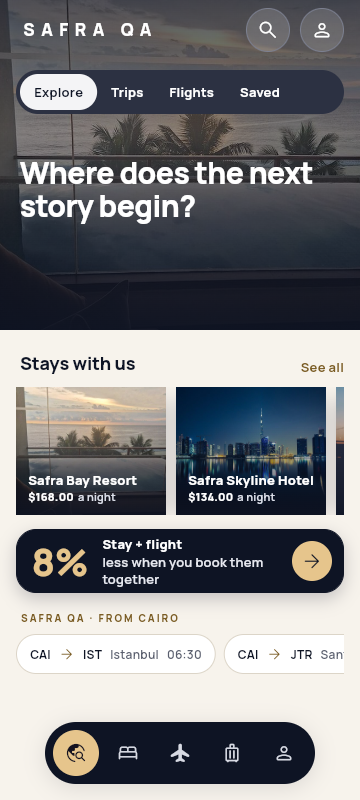 SAFRA QA
Explore Trips Flights Saved
Where does the next
story begin?
Stays with us
See all
Safra Bay Resort
$168.00 a night
Safra Skyline Hotel
$134.00 a night
8%
Stay + flight
less when you book them
together
SAFRA QA · FROM CAIRO
CAI → IST Istanbul 06:30
CAI → JTR